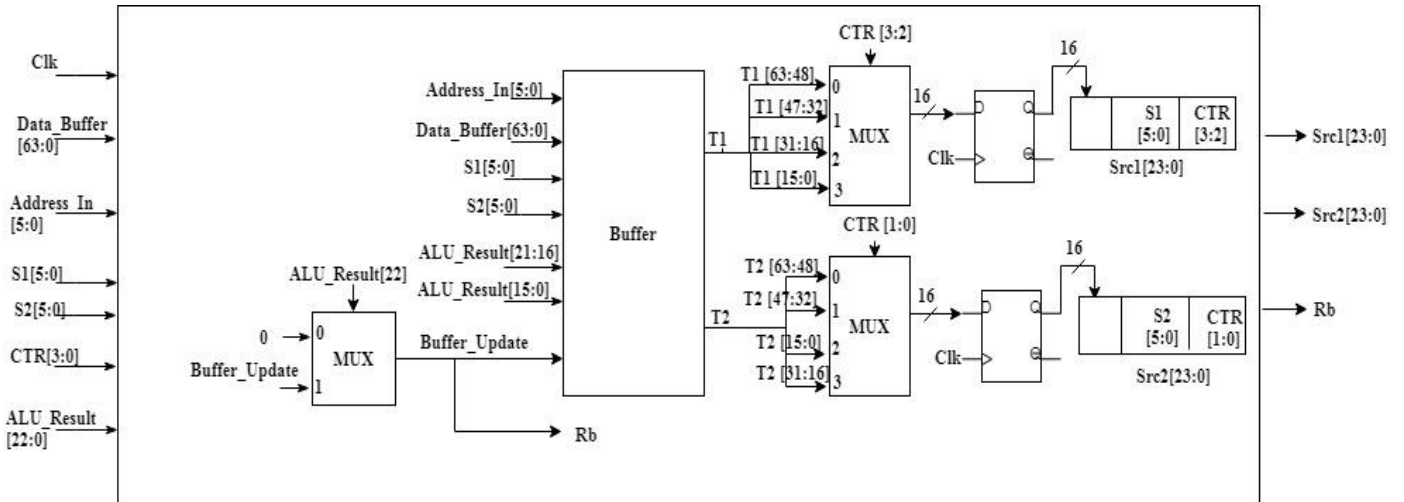 Clk
Data_Buffer
[63:0]
Address_In
[5:0]
S1[5:0]
S2[5:0]
CTR[3:0]
ALU_Result
[22:0]
ALU_Result[22]
0
0
MUX
Buffer_Update
1
Address_In[5:0]
Data_Buffer[63:0]
S1[5:0]
S2[5:0]
ALU_Result[21:16]
ALU_Result[15:0]
Buffer_Update
Rb
Buffer
T1
T2
CTR [3:2]
T1 [63:48]
T1 [47:32]
T1 [31:16]
T1 [15:0]
0
1
2
3
MUX
16
D
Q
Clk
Q
16
S1
[5:0]
CTR
[3:2]
Src1[23:0]
CTR [1:0]
T2 [63:48]
T2 [47:32]
T2 [15:0]
T2 [31:16]
0
1
2
3
MUX
16
D
Q
Clk
Q
16
S2
[5:0]
CTR
[1:0]
Src2[23:0]
Src1[23:0]
Src2[23:0]
Rb